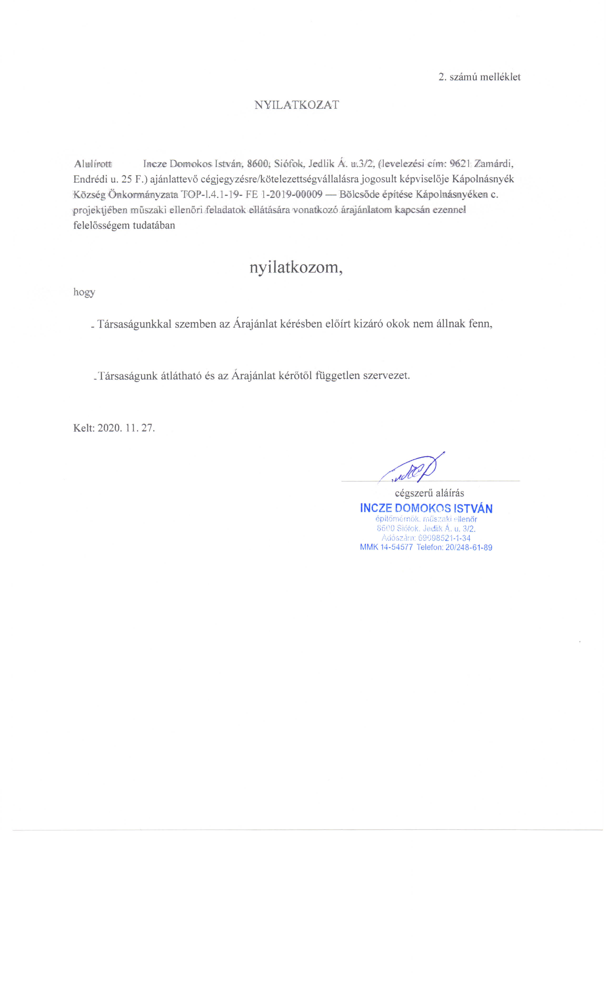 2. számú melléklet
NYILATKOZAT
Alulírott Incze Domokos István, 8600, Siófok, Jedlik Á. u.3/2, (levelezési cím: 9621 Zamárdi,
Endrédi u. 25 F.) ajánlattevő cégjegyzésre/kötelezettségvállalásra jogosult képviselője Kápolnásnyék
Község Önkormányzata TOP-l.4.1-19- FE 1-2019-00009 — Bölcsőde építése Kápolnásnyéken c.
projektjében műszaki ellenőri feladatok ellátására vonatkozó árajánlatom kapcsán ezennel
felelősségem tudatában
nyilatkozom,
hogy
- Társaságunkkal szemben az Árajánlat kérésben előírt kizáró okok nem állnak fenn,
-Társaságunk átlátható és az Árajánlat kérőtől független szervezet.
Kelt: 2020. 11. 27.
cégszerű aláírás
INCZE DOMOKOS ISTVÁN
építőmérnök. műszaki ellenőr
8600 Siófok. Jedlik Á. u. 3/2.
Adószám: 69098521-1-34
MMK 14-54577 Telefon: 20/248-61-89